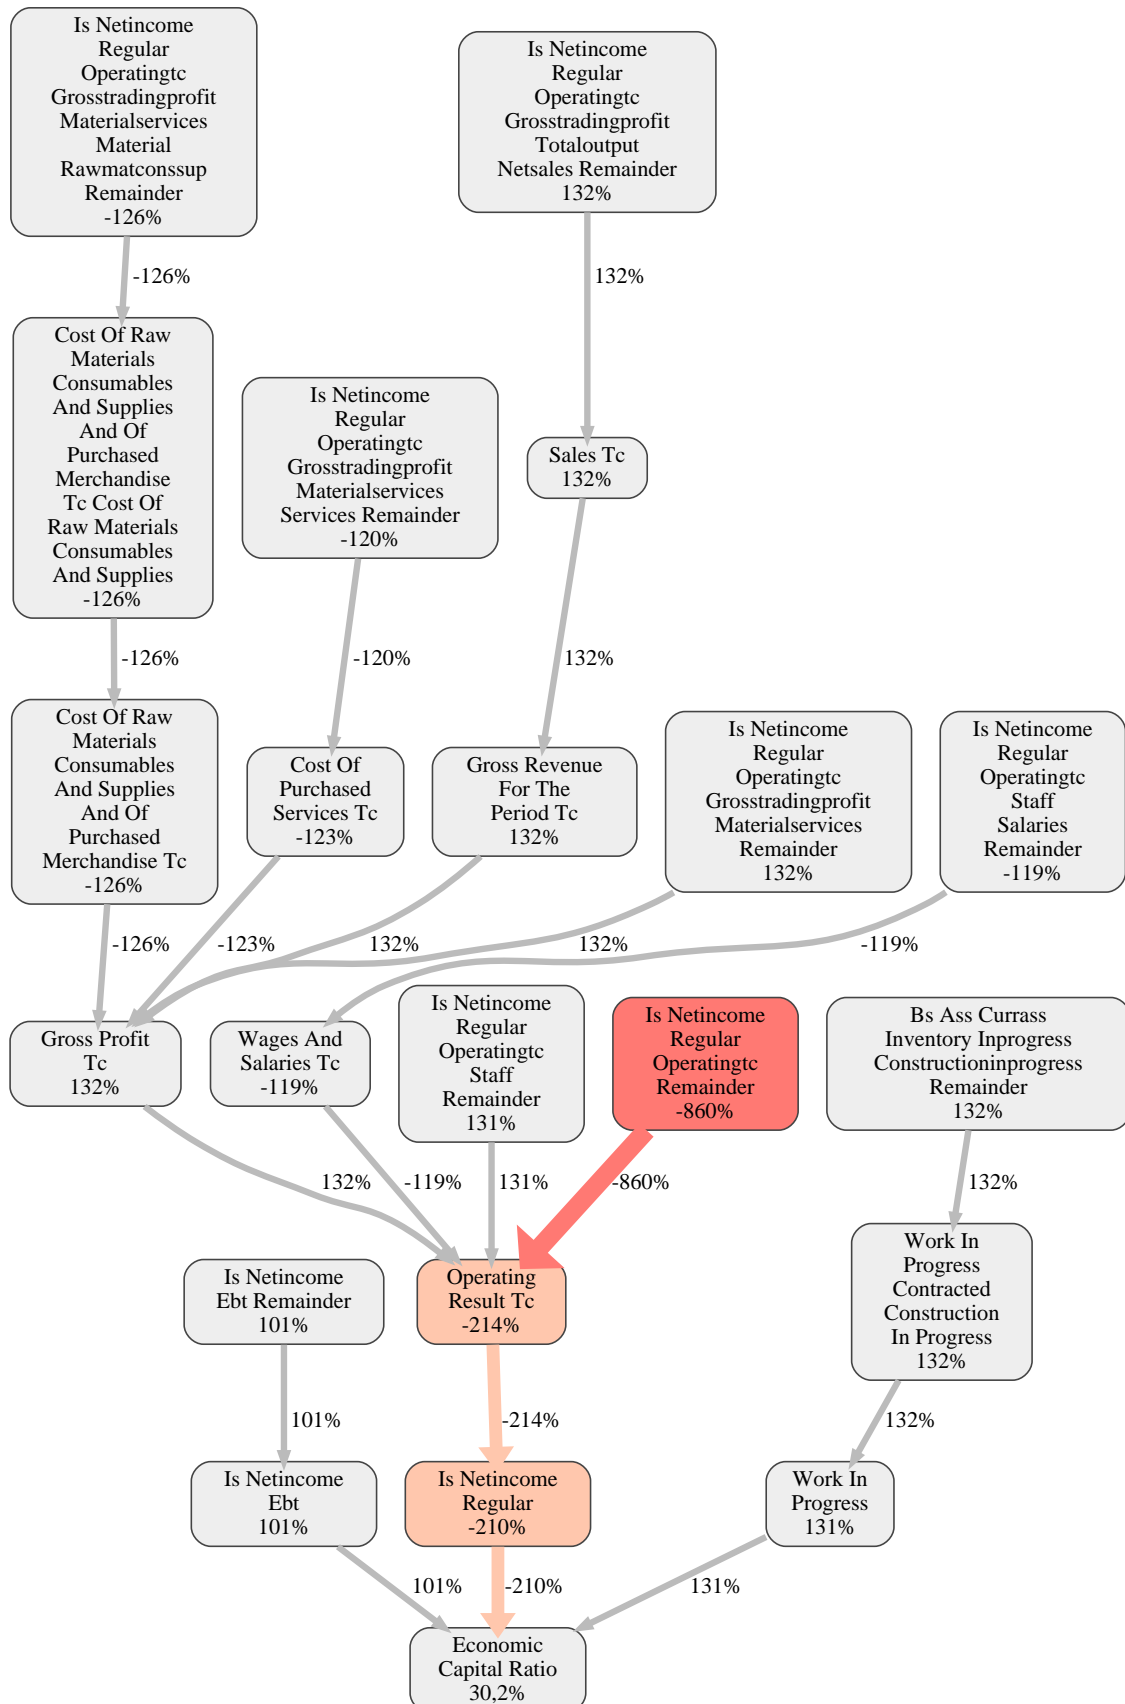 Is Netincome
Regular
Operatingtc
Grosstradingprofit
Materialservices
Material
Rawmatconssup
Remainder
-126%
Is Netincome
Regular
Operatingtc
Grosstradingprofit
Totaloutput
Netsales Remainder
132%
-126%
132%
Cost Of Raw
Materials
Consumables
And Supplies
And Of
Purchased
Merchandise
Tc Cost Of
Raw Materials
Consumables
And Supplies
-126%
Is Netincome
Regular
Operatingtc
Grosstradingprofit
Materialservices
Services Remainder
-120%
Sales Tc
132%
-126%
-120%
132%
Cost Of Raw
Materials
Consumables
And Supplies
And Of
Purchased
Merchandise Tc
-126%
Cost Of
Purchased
Services Tc
-123%
Gross Revenue
For The
Period Tc
132%
Is Netincome
Regular
Operatingtc
Grosstradingprofit
Materialservices
Remainder
132%
Is Netincome
Regular
Operatingtc
Staff
Salaries
Remainder
-119%
-126%
-123%
132%
132%
-119%
Gross Profit
Tc
132%
Wages And
Salaries Tc
-119%
Is Netincome
Regular
Operatingtc
Staff
Remainder
131%
Is Netincome
Regular
Operatingtc
Remainder
-860%
Bs Ass Currass
Inventory Inprogress
Constructioninprogress
Remainder
132%
132%
-119%
131%
-860%
132%
Is Netincome
Ebt Remainder
101%
Operating
Result Tc
-214%
Work In
Progress
Contracted
Construction
In Progress
132%
101%
-214%
132%
Is Netincome
Ebt
101%
Is Netincome
Regular
-210%
Work In
Progress
131%
101%
-210%
131%
Economic
Capital Ratio
30,2%